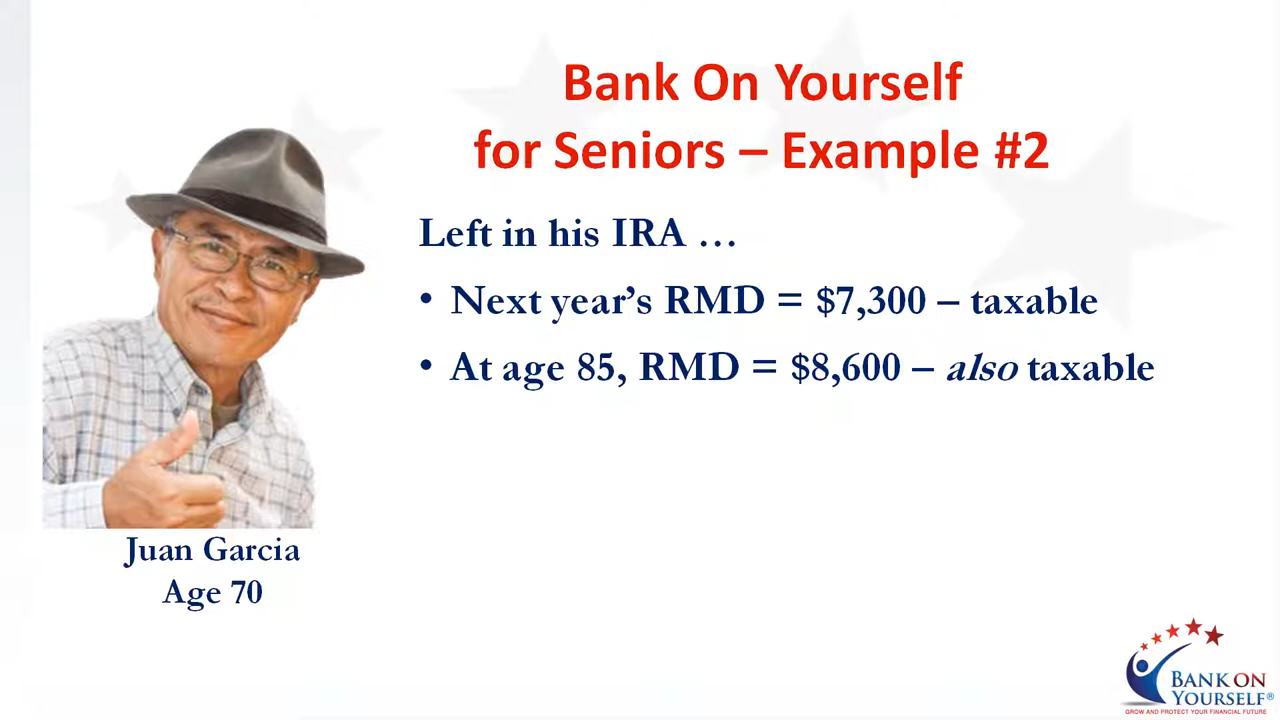 Bank On Yourself
for Seniors – Example #2
Left in his IRA …
• Next year’s RMD = $7,300 – taxable
• At age 85, RMD = $8,600 – also taxable
Juan Garcia
Age 70
BANK ON
YOURSELF®
GROW AND PROTECT YOUR FINANCIAL FUTURE